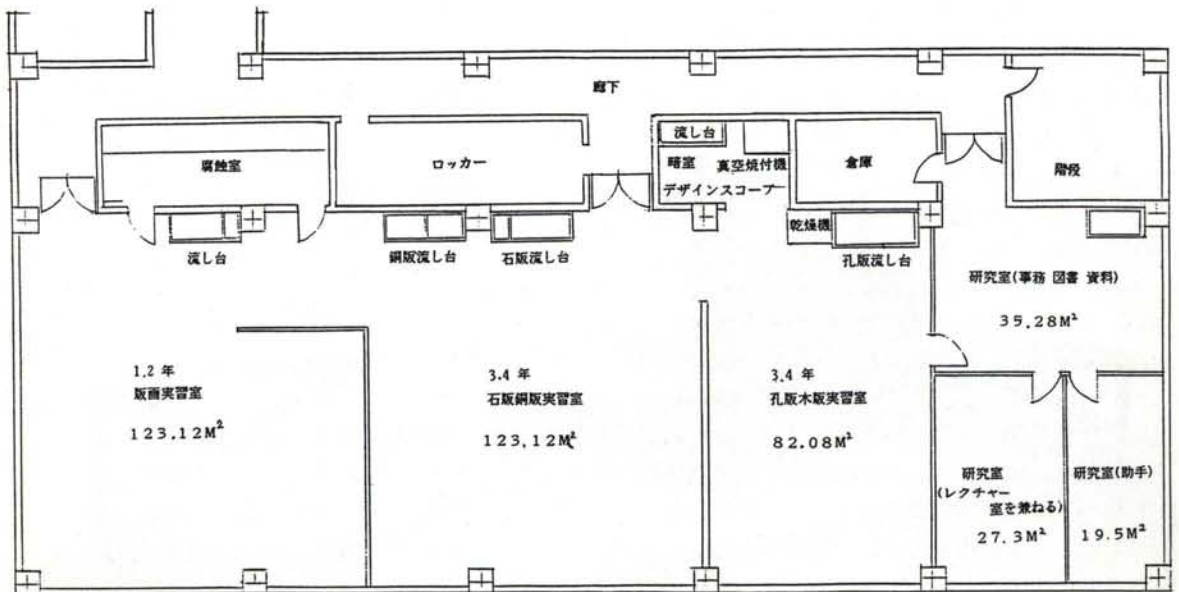 廊下
流し台
腐蝕室
ロッカー
暗室
真空焼付機
デザインスコープ
倉庫
階段
流し台
銅版流し台
石版流し台
乾燥機
孔版流し台
研究室(事務 図書 資料)
35.28M²
1.2 年
版画実習室
123.12M²
3.4 年
石版銅版実習室
123.12M²
3.4 年
孔版木版実習室
82.08M²
研究室
(レクチャー
室を兼ねる)
27.3M²
研究室(助手)
19.5M²